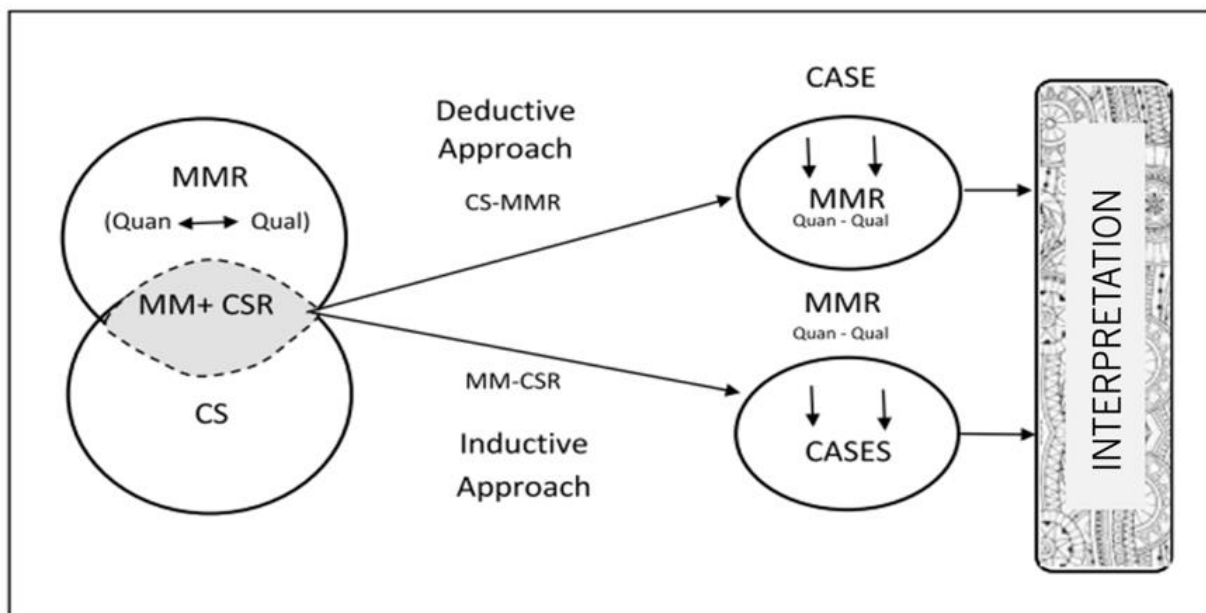 MMR
(Quan Qual)
MM+ CSR
CS
Deductive
Approach
CS-MMR
MM-CSR
Inductive
Approach
CASE
MMR
Quan - Qual
MMR
Quan - Qual
CASES
INTERPRETATION